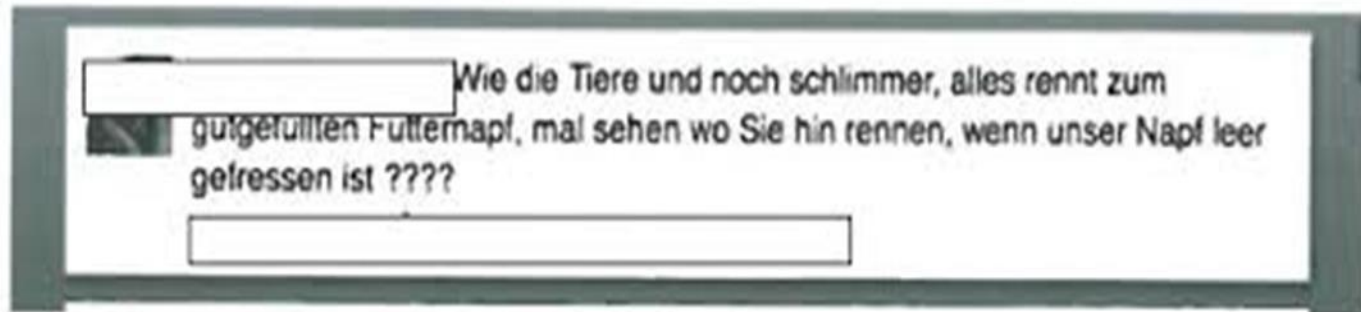 Wie die Tiere und noch schlimmer, alles rennt zum
gutgefüllten Futternapf, mal sehen wo Sie hin rennen, wenn unser Napf leer
gefressen ist ????